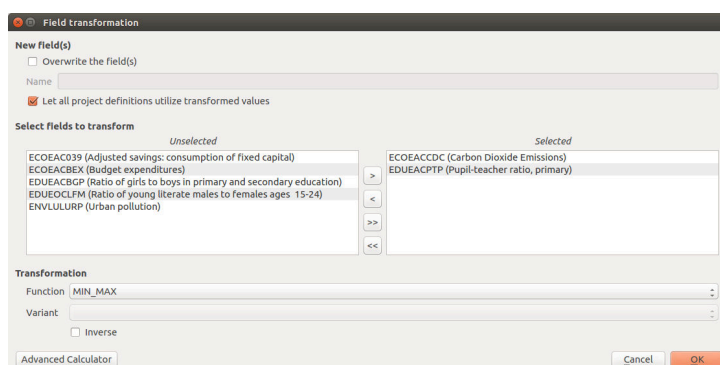 Field transformation
New field(s)
Overwrite the field(s)
Name
Let all project definitions utilize transformed values
Select fields to transform
Unselected
Selected
ECOEAC039 (Adjusted savings: consumption of fixed capital)
ECOEACBEX (Budget expenditures)
EDUEACBGP (Ratio of girls to boys in primary and secondary education)
EDUEOCLFM (Ratio of young literate males to females ages 15-24)
ENVLULURP (Urban pollution)
>
<
>>
<<
ECOEACCDC (Carbon Dioxide Emissions)
EDUEACPTP (Pupil-teacher ratio, primary)
Transformation
Function MIN_MAX
Variant
Inverse
Advanced Calculator
Cancel
OK